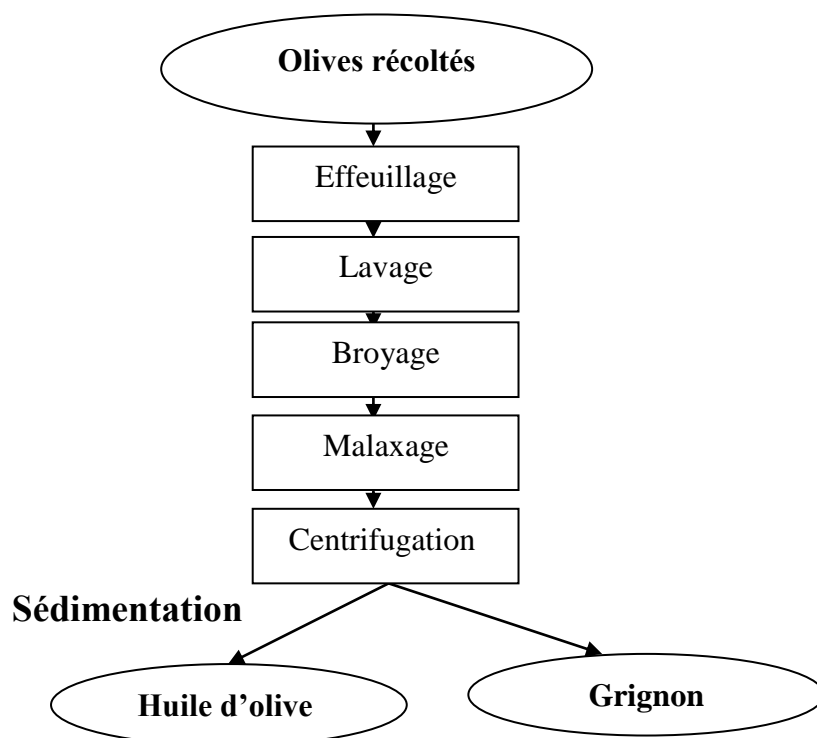 Olives récoltés
Effeuillage
Lavage
Broyage
Malaxage
Centrifugation
Sédimentation
Huile d’olive
Grignon